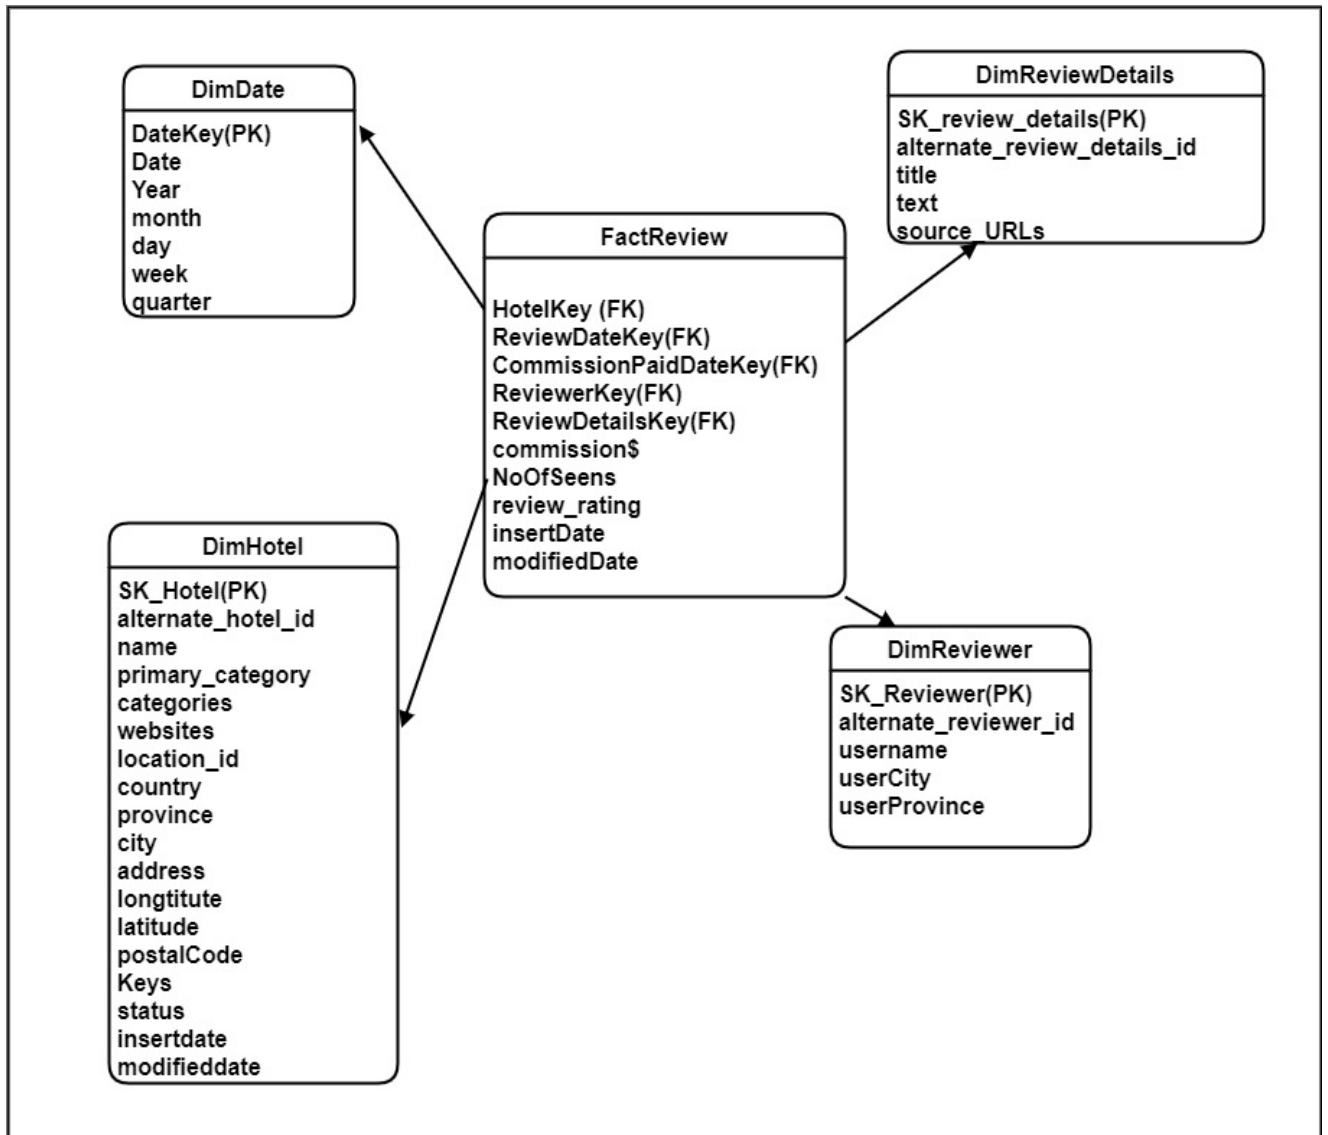 DimDate
DateKey(PK)
Date
Year
month
day
week
quarter
DimReviewDetails
SK_review_details(PK)
alternate_review_details_id
title
text
source_URLs
FactReview
HotelKey (FK)
ReviewDateKey(FK)
CommissionPaidDateKey(FK)
ReviewerKey(FK)
ReviewDetailsKey(FK)
commission$
NoOfSeens
review_rating
insertDate
modifiedDate
DimHotel
SK_Hotel(PK)
alternate_hotel_id
name
primary_category
categories
websites
location_id
country
province
city
address
longtitute
latitude
postalCode
Keys
status
insertdate
modifieddate
DimReviewer
SK_Reviewer(PK)
alternate_reviewer_id
username
userCity
userProvince